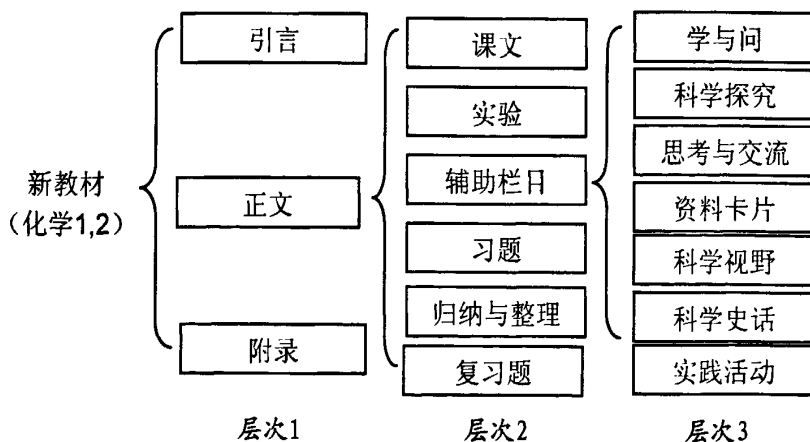 新教材
（化学1,2）
引言
正文
附录
课文
实验
辅助栏日
习题
归纳与整理
复习题
学与问
科学探究
思考与交流
资料卡片
科学视野
科学史话
实践活动
层次1
层次2
层次3